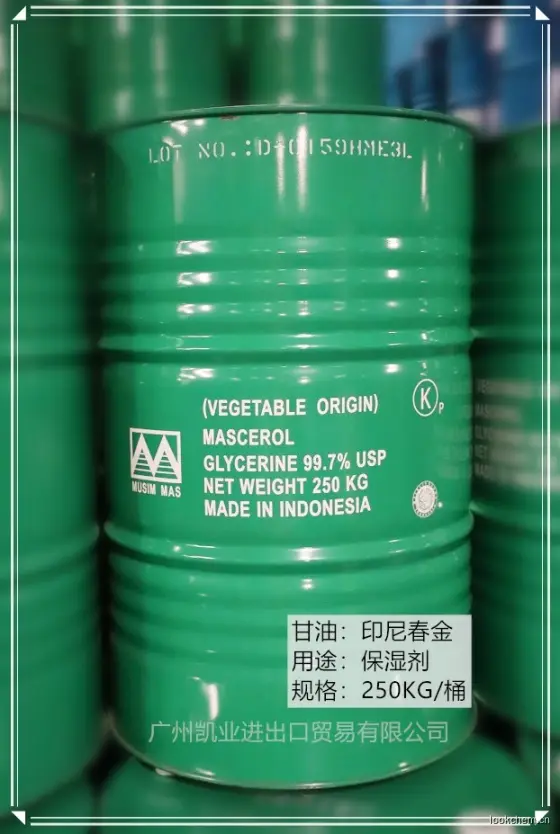 LOT NO.:D-0159HME3L
(VEGETABLE ORIGIN)
K P
MASCEROL
GLYCERINE 99.7% USP
NET WEIGHT 250 KG
MADE IN INDONESIA
MUSIM MAS
甘油：印尼春金
用途：保湿剂
规格：250KG/桶
广州凯业进出口贸易有限公司
lookchem.cn